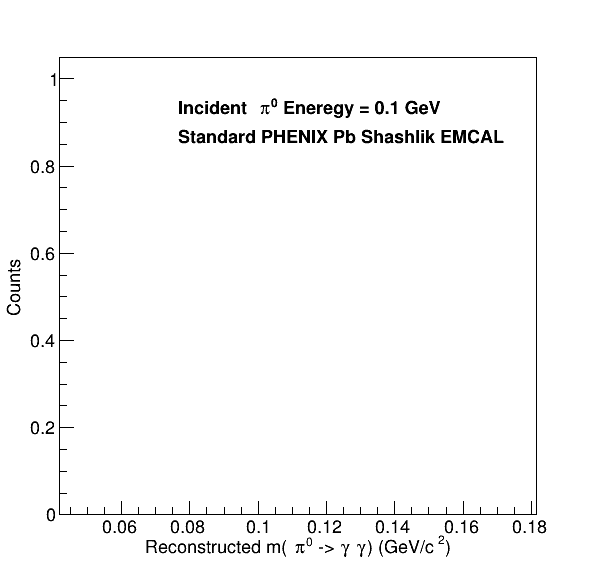 1
Incident π⁰ Eneregy = 0.1 GeV
Standard PHENIX Pb Shashlik EMCAL
0.8
0.6
Counts
0.4
0.2
0
0.06 0.08 0.1 0.12 0.14 0.16 0.18
Reconstructed m( π⁰ -> γ γ) (GeV/c²)